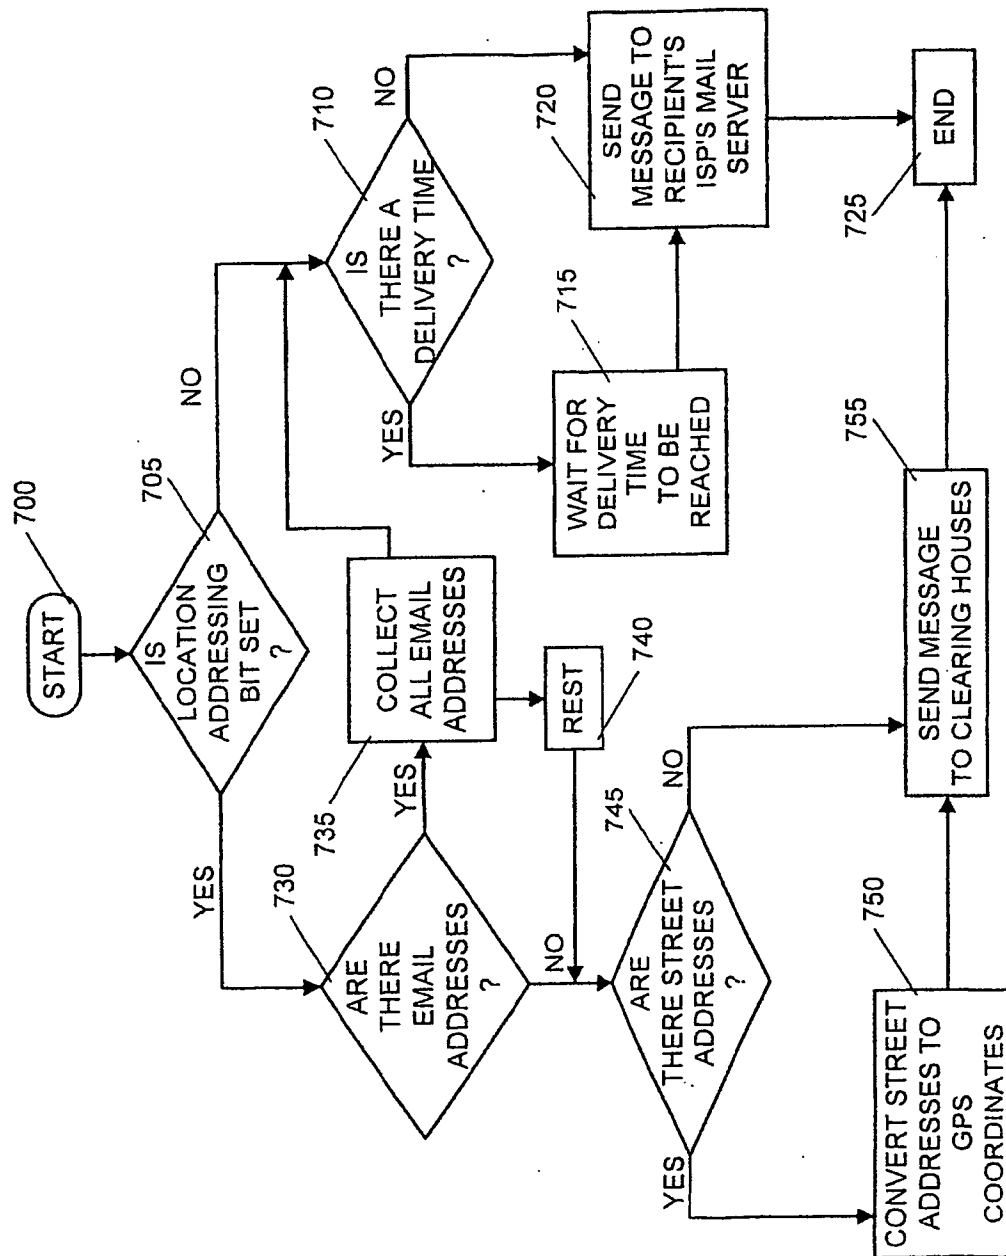 START
700
IS
LOCATION
ADDRESSING
BIT SET
?
705
YES
NO
ARE
THERE
EMAIL
ADDRESSES
?
730
YES
NO
COLLECT
ALL EMAIL
ADDRESSES
735
REST
740
IS
THERE A
DELIVERY TIME
?
710
YES
NO
WAIT FOR
DELIVERY
TIME
TO BE
REACHED
715
SEND
MESSAGE TO
RECIPIENT'S
ISP'S MAIL
SERVER
720
END
725
ARE
THERE STREET
ADDRESSES
?
745
YES
NO
CONVERT STREET
ADDRESSES TO
GPS
COORDINATES
750
SEND MESSAGE
TO CLEARING HOUSES
755